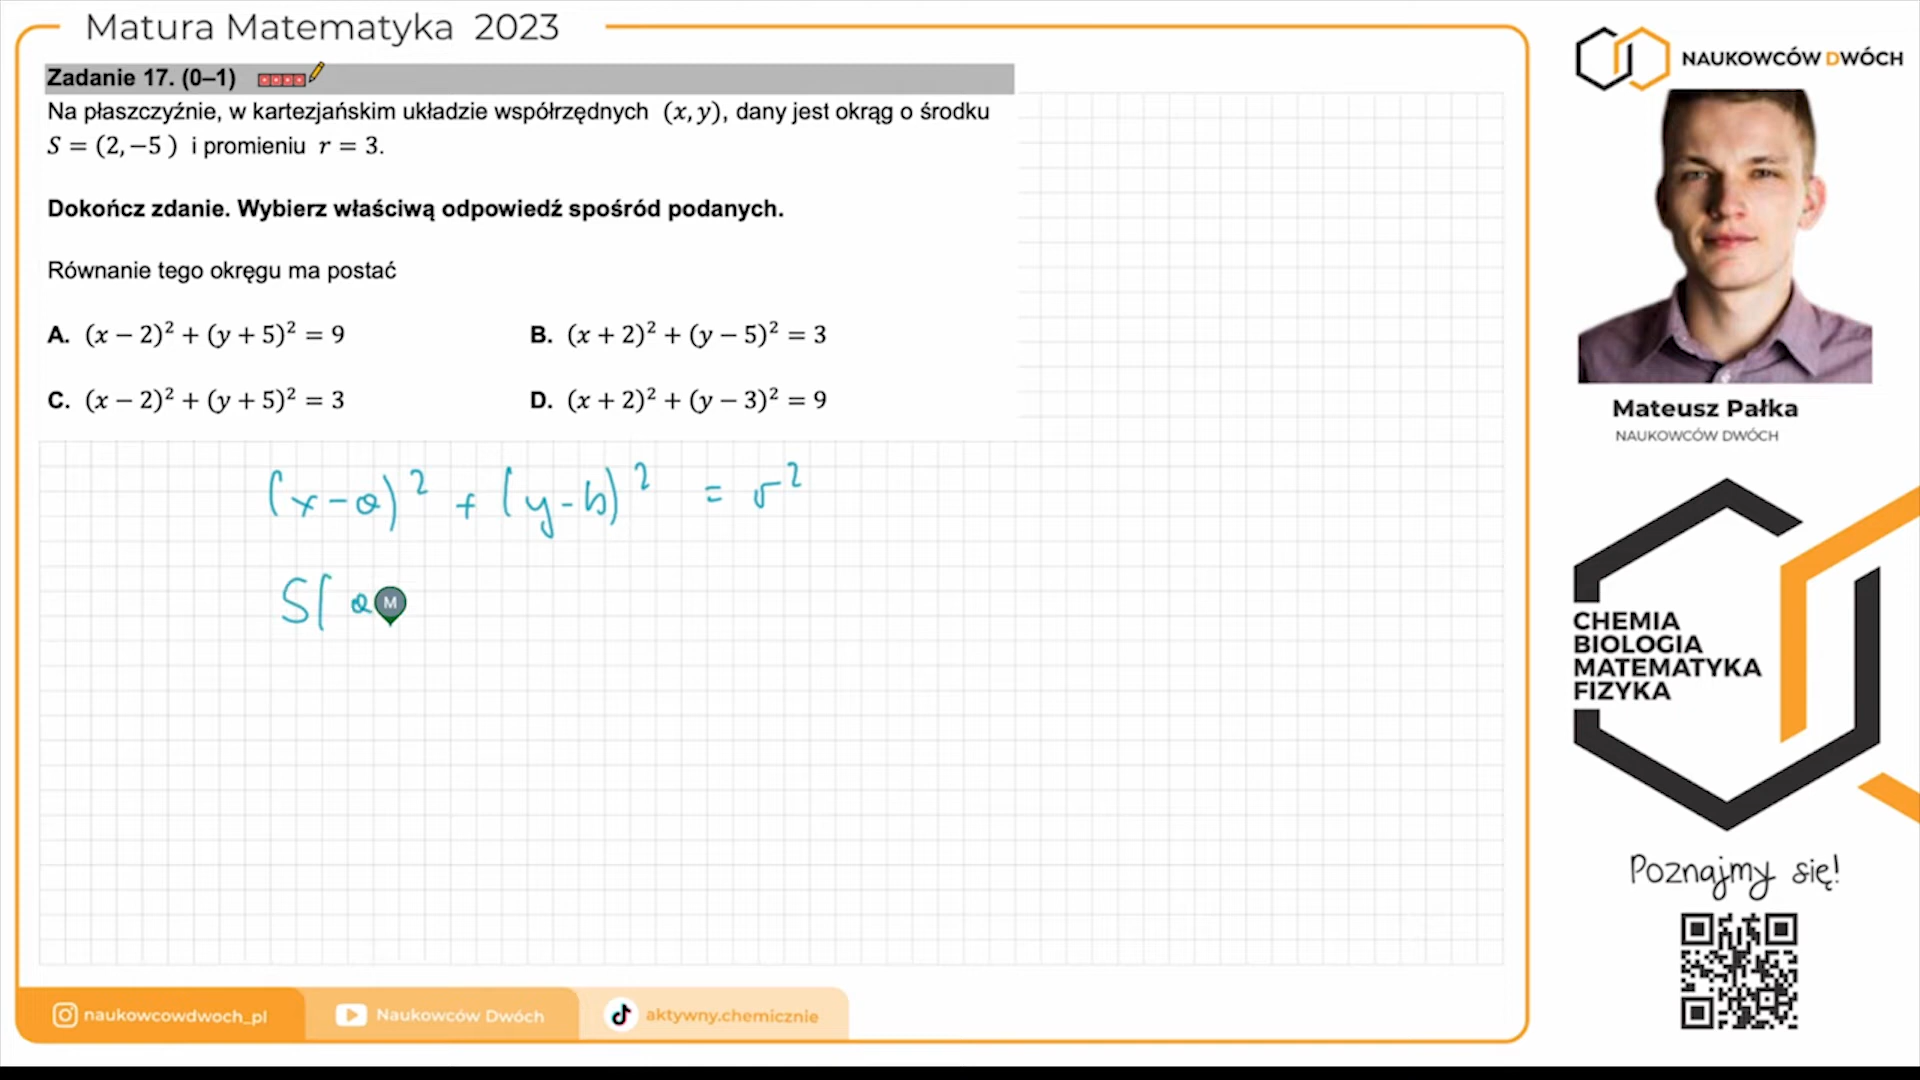 Matura Matematyka 2023
Zadanie 17. (0–1)
Na płaszczyźnie, w kartezjańskim układzie współrzędnych (x, y), dany jest okrąg o środku
S = (2, −5 ) i promieniu r = 3.
Dokończ zdanie. Wybierz właściwą odpowiedź spośród podanych.
Równanie tego okręgu ma postać
A. (x − 2)² + (y + 5)² = 9
B. (x + 2)² + (y − 5)² = 3
C. (x − 2)² + (y + 5)² = 3
D. (x + 2)² + (y − 3)² = 9
(x-a)² + (y-b)² = r²
S( a
M
naukowcowdwoch_pl
Naukowców Dwóch
aktywny.chemicznie
NAUKOWCÓW DWÓCH
Mateusz Pałka
NAUKOWCÓW DWÓCH
CHEMIA
BIOLOGIA
MATEMATYKA
FIZYKA
Poznajmy się!